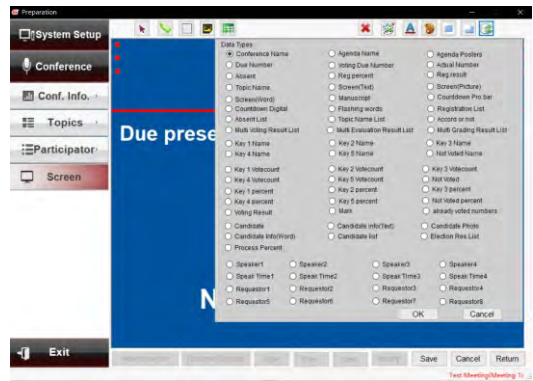 Preparation
System Setup
Conference
Conf. Info.
Topics
Participator
Screen
Exit
Due prese
N
Data Types
Conference Name Agenda Name Agenda Posters
Due Number Voting Due Number Actual Number
Absent Reg.percent Reg.result
Topic Name Screen(Text) Screen(Picture)
Screen(Word) Manuscript Countdown Pro.bar
Countdown Digital Flashing words Registration List
Absent List Topic Name List Accord or not
Multi Voting Result List Multi Evaluation Result List Multi Grading Result List
Key 1 Name Key 2 Name Key 3 Name
Key 4 Name Key 5 Name Not Voted Name
Key 1 Votecount Key 2 Votecount Key 3 Votecount
Key 4 Votecount Key 5 Votecount Not Voted
Key 1 percent Key 2 percent Key 3 percent
Key 4 percent Key 5 percent Not Voted percent
Voting Result Mark already voted numbers
Candidate Candidate info(Text) Candidate Photo
Candidate Info(Word) Candidate list Election Res.List
Process Percent
Speaker1 Speaker2 Speaker3 Speaker4
Speak Time1 Speak Time2 Speak Time3 Speak Time4
Requestor1 Requestor2 Requestor3 Requestor4
Requestor5 Requestor6 Requestor7 Requestor8
OK Cancel
Save Cancel Return
Test Meeting(Meeting Ti